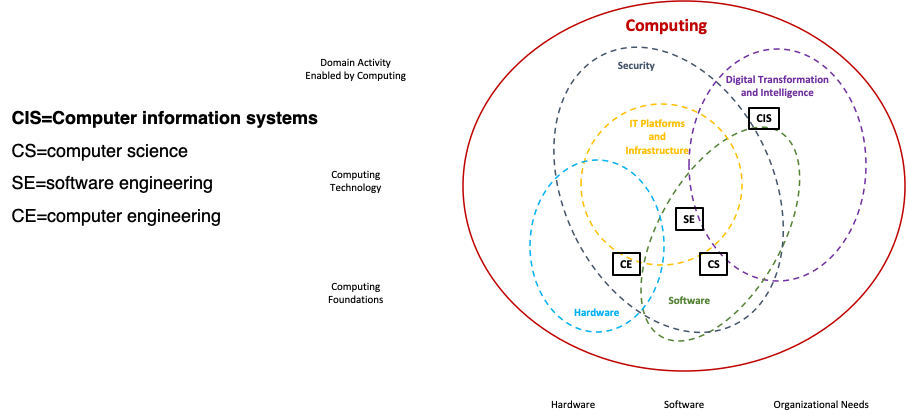 Computing
Domain Activity
Enabled by Computing
Security
Digital Transformation
and Intelligence
CIS=Computer information systems
CIS
IT Platforms
and
Infrastructure
CS=computer science
Computing
Technology
SE=software engineering
CE=computer engineering
SE
CE
CS
Computing
Foundations
Software
Hardware
Hardware
Software
Organizational Needs